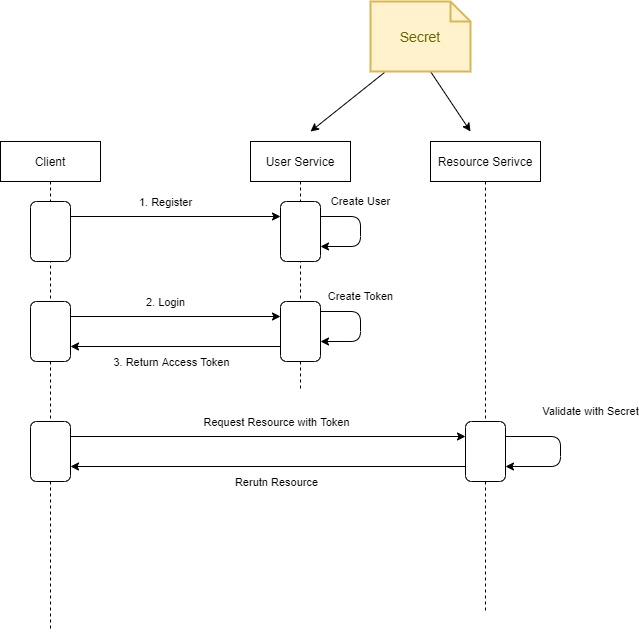 Secret
Client
User Service
Resource Serivce
1. Register
Create User
2. Login
Create Token
3. Return Access Token
Request Resource with Token
Validate with Secret
Rerutn Resource